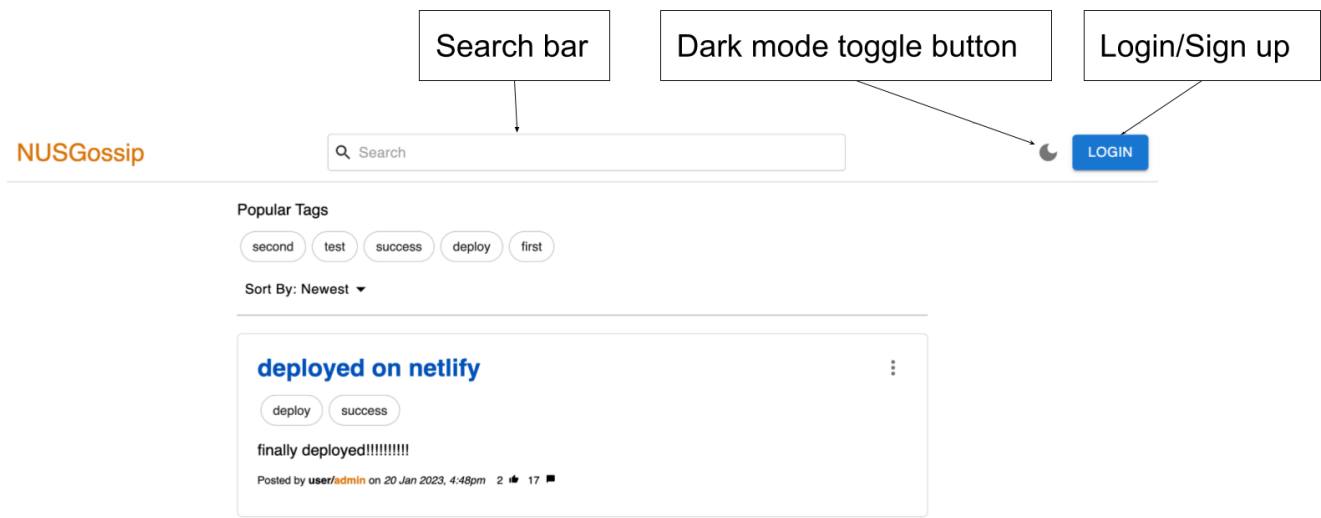 Search bar
Dark mode toggle button
Login/Sign up
NUSGossip
Search
LOGIN
Popular Tags
second test success deploy first
Sort By: Newest
deployed on netlify
deploy success
finally deployed!!!!!!!!!!
Posted by user/admin on 20 Jan 2023, 4:48pm 2 17